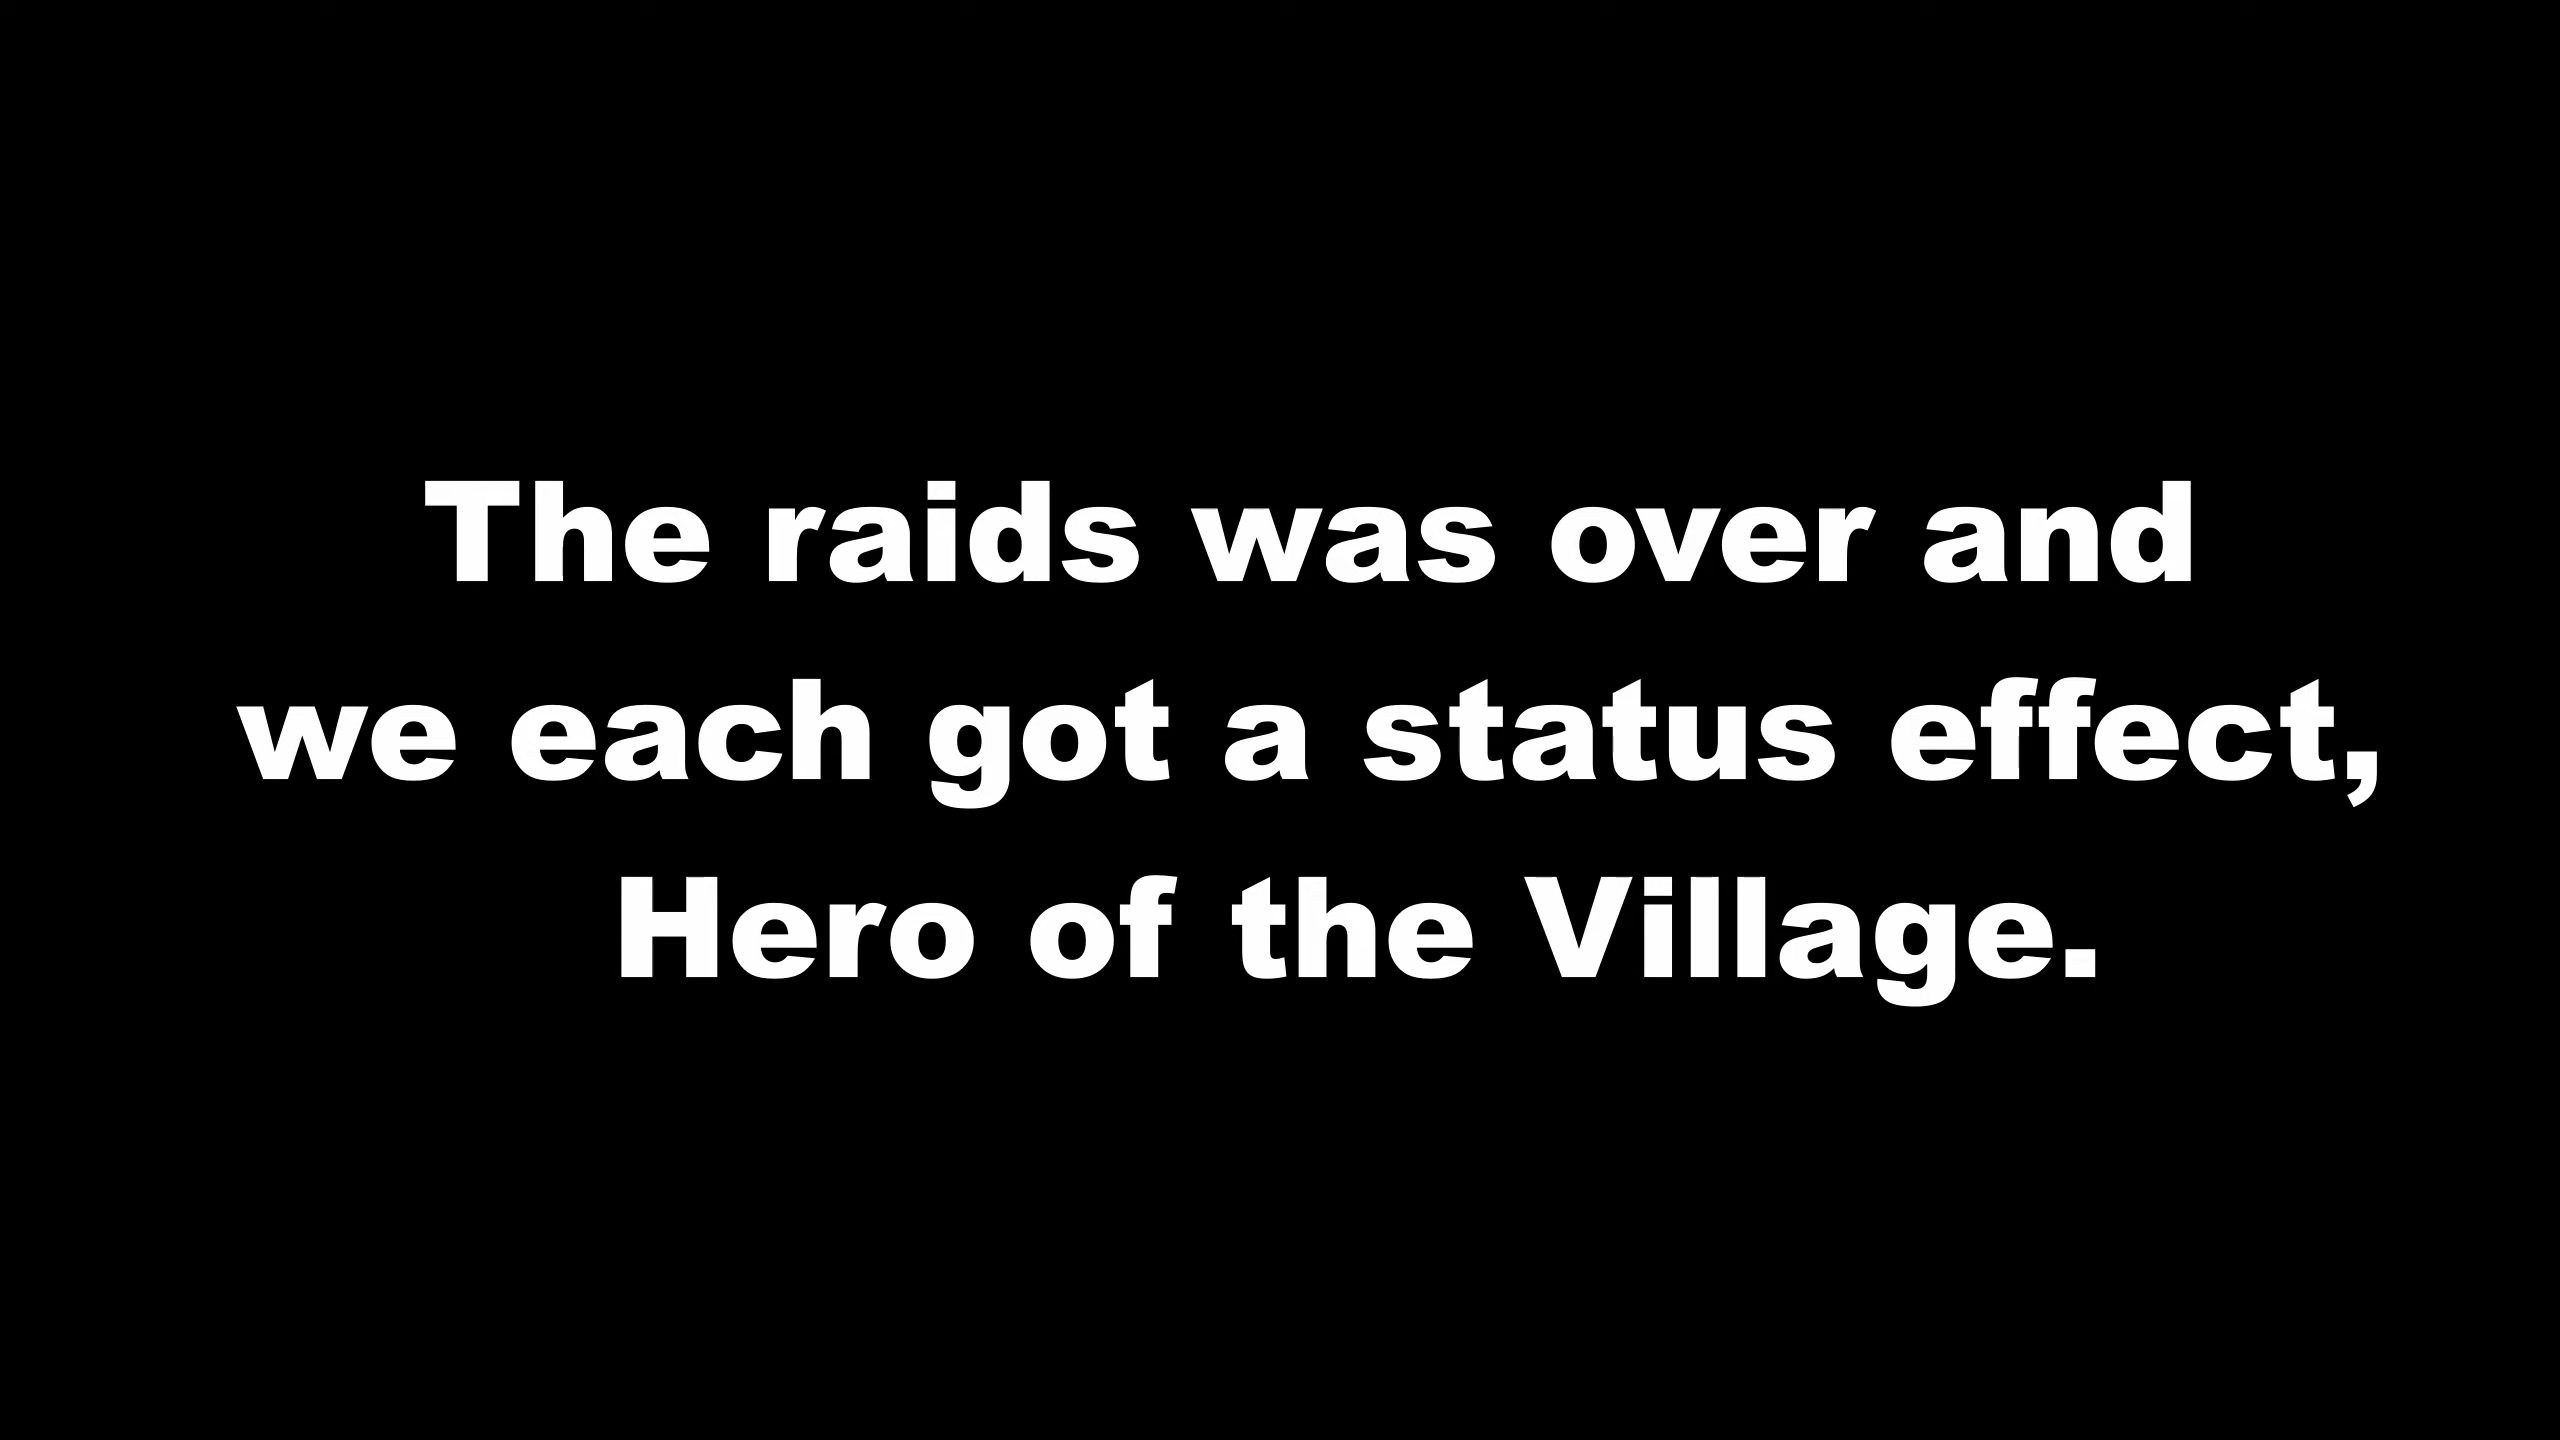 The raids was over and
we each got a status effect,
Hero of the Village.